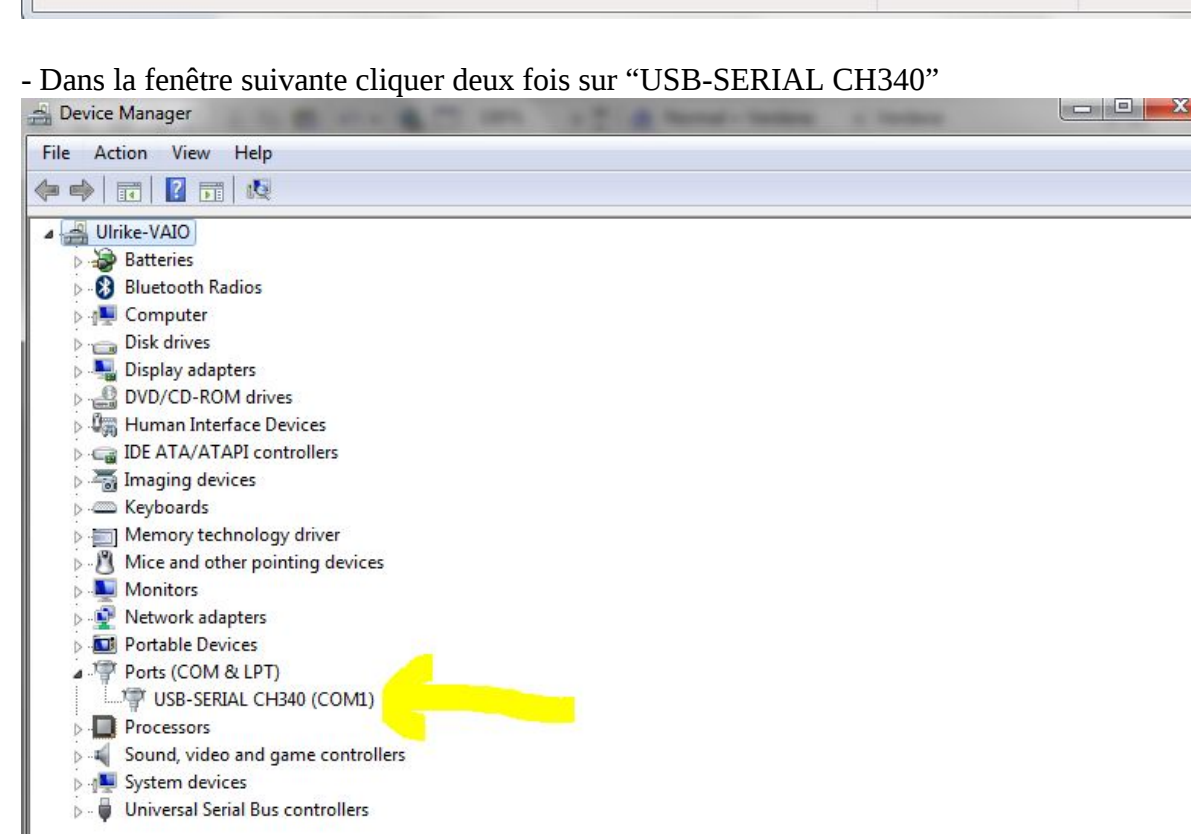 - Dans la fenêtre suivante cliquer deux fois sur “USB-SERIAL CH340”
Device Manager
File Action View Help
Ulrike-VAIO
Batteries
Bluetooth Radios
Computer
Disk drives
Display adapters
DVD/CD-ROM drives
Human Interface Devices
IDE ATA/ATAPI controllers
Imaging devices
Keyboards
Memory technology driver
Mice and other pointing devices
Monitors
Network adapters
Portable Devices
Ports (COM & LPT)
USB-SERIAL CH340 (COM1)
Processors
Sound, video and game controllers
System devices
Universal Serial Bus controllers